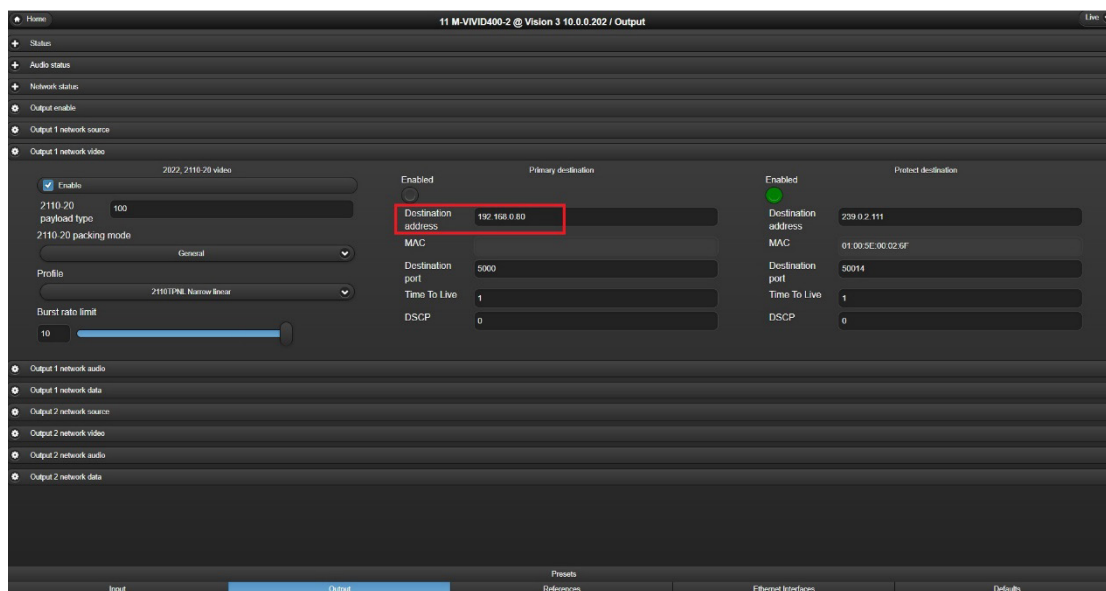 Home
11 M-VIVID400-2 @ Vision 3 10.0.0.202 / Output
Live
Status
Audio status
Network status
Output enable
Output 1 network source
Output 1 network video
2022, 2110-20 video
Enable
2110-20 payload type
100
2110-20 packing mode
General
Profile
2110TPNL Narrow linear
Burst rate limit
10
Primary destination
Enabled
Destination address
192.168.0.80
MAC
Destination port
5000
Time To Live
1
DSCP
0
Protect destination
Enabled
Destination address
239.0.2.111
MAC
01:00:5E:00:02:6F
Destination port
50014
Time To Live
1
DSCP
0
Output 1 network audio
Output 1 network data
Output 2 network source
Output 2 network video
Output 2 network audio
Output 2 network data
Presets
Input
Output
References
Ethernet Interfaces
Defaults